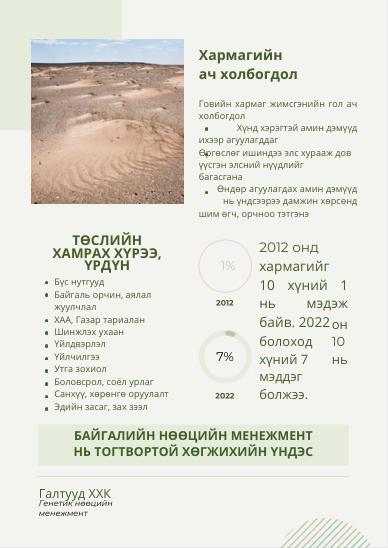 Хармагийн
ач холбогдол
Говийн хармаг жимсгэнийн гол ач
холбогдол
• Хүнд хэрэгтэй амин дэмүүд
ихээр агуулагддаг
• Өргөслөг ишиндээ элс хурааж дов
үүсгэн элсний нүүдлийг
багасгана
• Өндөр агуулагдах амин дэмүүд
нь үндсээрээ дамжин хөрсөнд
шим өгч, орчноо тэтгэнэ
ТӨСЛИЙН
ХАМРАХ ХҮРЭЭ,
ҮРДҮН
• Бүс нутгууд
• Байгаль орчин, аялал
жуулчлал
• ХАА, Газар тариалан
• Шинжлэх ухаан
• Үйлдвэрлэл
• Үйлчилгээ
• Утга зохиол
• Боловсрол, соёл урлаг
• Санхүү, хөрөнгө оруулалт
• Эдийн засаг, зах зээл
1%
2012
7%
2022
2012 онд
хармагийг
10 хүний 1
нь мэдэж
байв. 2022 он
болоход 10
хүний 7 нь
мэддэг
болжээ.
БАЙГАЛИЙН НӨӨЦИЙН МЕНЕЖМЕНТ
НЬ ТОГТВОРТОЙ ХӨГЖИХИЙН ҮНДЭС
Галтууд ХХК
Генетик нөөцийн
менежмент